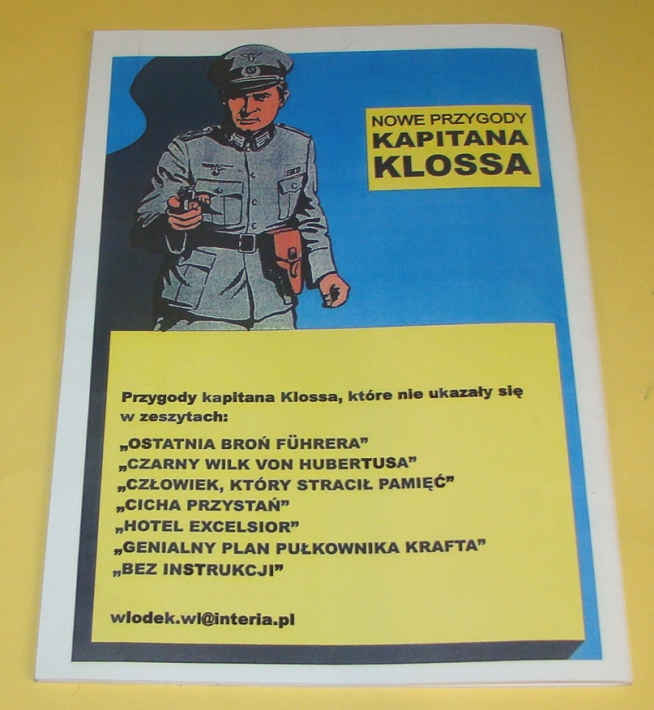 NOWE PRZYGODY
KAPITANA
KLOSSA
Przygody kapitana Klossa, które nie ukazały się
w zeszytach:
„OSTATNIA BROŃ FÜHRERA”
„CZARNY WILK VON HUBERTUSA”
„CZŁOWIEK, KTÓRY STRACIŁ PAMIĘĆ”
„CICHA PRZYSTAŃ”
„HOTEL EXCELSIOR”
„GENIALNY PLAN PUŁKOWNIKA KRAFTA”
„BEZ INSTRUKCJI”
wlodek.wl@interia.pl